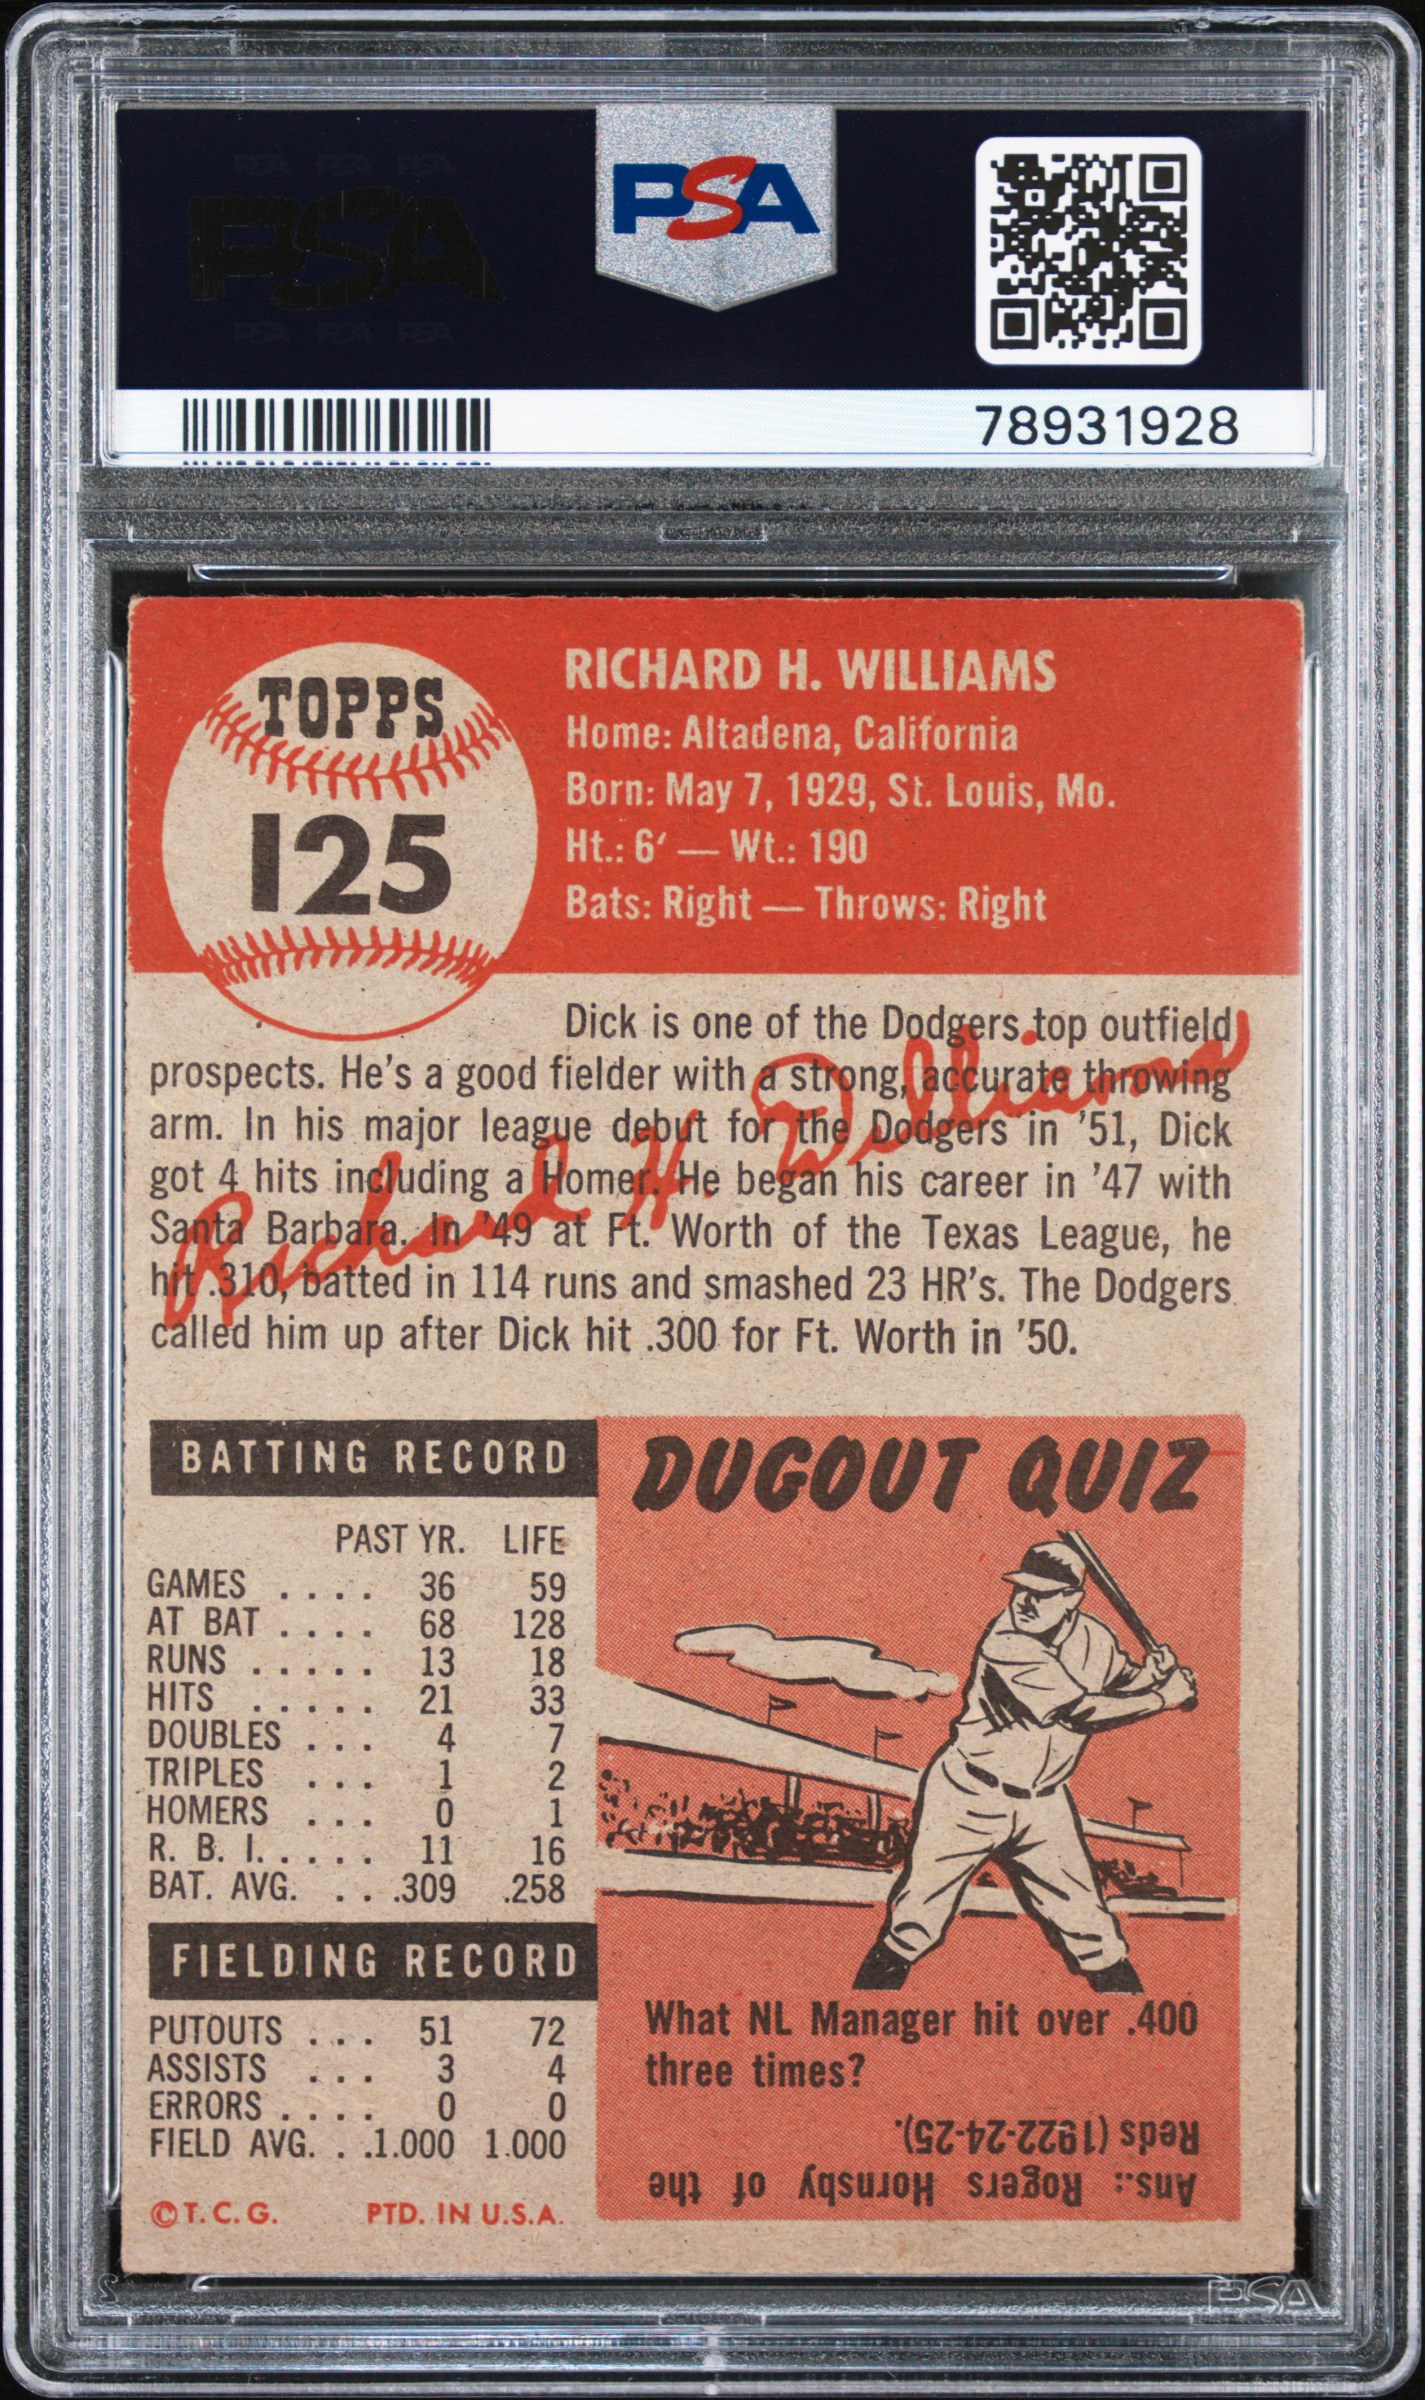 PSA PSA PSA
PSA
PSA
PSA PSA PSA
78931928
TOPPS
125
RICHARD H. WILLIAMS
Home: Altadena, California
Born: May 7, 1929, St. Louis, Mo.
Ht.: 6′ — Wt.: 190
Bats: Right — Throws: Right
Dick is one of the Dodgers top outfield
prospects. He's a good fielder with a strong, accurate throwing
arm. In his major league debut for the Dodgers in '51, Dick
got 4 hits including a Homer. He began his career in '47 with
Santa Barbara. In '49 at Ft. Worth of the Texas League, he
hit .310, batted in 114 runs and smashed 23 HR's. The Dodgers
called him up after Dick hit .300 for Ft. Worth in '50.
Richard H. Williams
BATTING RECORD
PAST YR. LIFE
GAMES .... 36 59
AT BAT .... 68 128
RUNS ..... 13 18
HITS ..... 21 33
DOUBLES ... 4 7
TRIPLES ... 1 2
HOMERS ... 0 1
R. B. I. .... 11 16
BAT. AVG. .. .309 .258
FIELDING RECORD
PUTOUTS ... 51 72
ASSISTS ... 3 4
ERRORS .... 0 0
FIELD AVG. . .1.000 1.000
© T. C. G. PTD. IN U.S.A.
DUGOUT QUIZ
What NL Manager hit over .400
three times?
Ans.: Rogers Hornsby of the
Reds (1922-24-25).
PSA